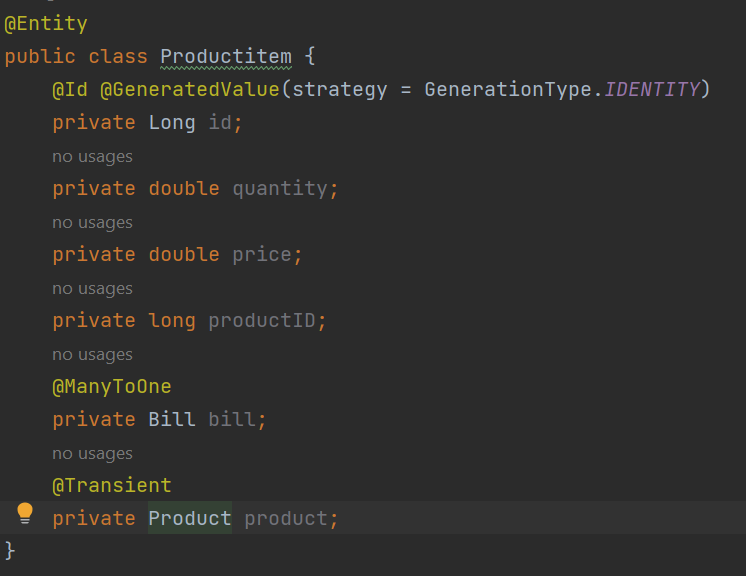 @Entity
public class Productitem {
@Id @GeneratedValue(strategy = GenerationType.IDENTITY)
private Long id;
no usages
private double quantity;
no usages
private double price;
no usages
private long productID;
no usages
@ManyToOne
private Bill bill;
no usages
@Transient
private Product product;
}